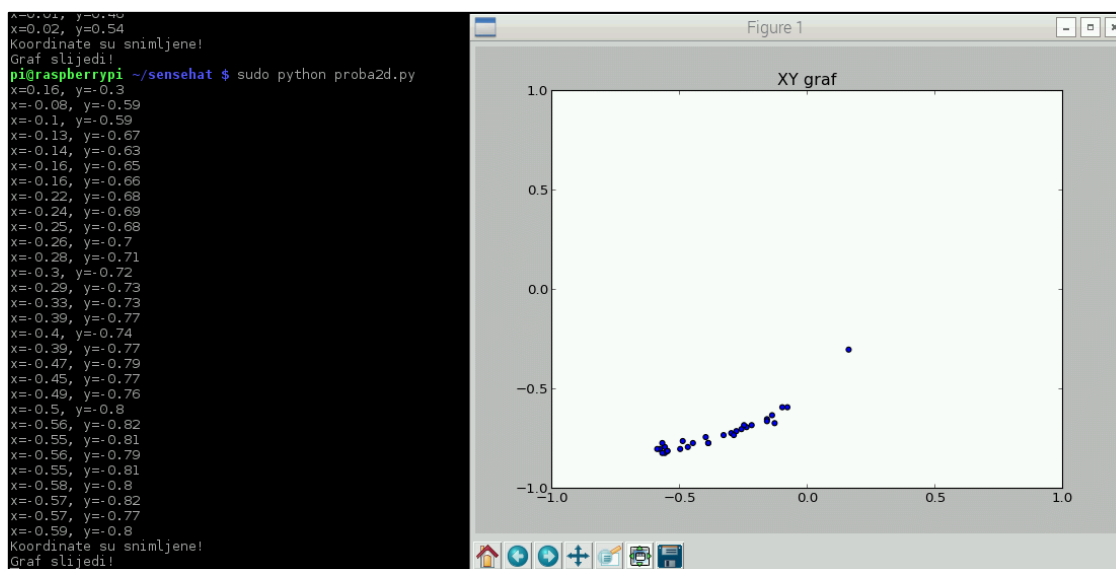 x=0.01, y=0.46
x=0.02, y=0.54
Koordinate su snimljene!
Graf slijedi!
pi@raspberrypi ~/sensehat $ sudo python proba2d.py
x=0.16, y=-0.3
x=-0.08, y=-0.59
x=-0.1, y=-0.59
x=-0.13, y=-0.67
x=-0.14, y=-0.63
x=-0.16, y=-0.65
x=-0.16, y=-0.66
x=-0.22, y=-0.68
x=-0.24, y=-0.69
x=-0.25, y=-0.68
x=-0.26, y=-0.7
x=-0.28, y=-0.71
x=-0.3, y=-0.72
x=-0.29, y=-0.73
x=-0.33, y=-0.73
x=-0.39, y=-0.77
x=-0.4, y=-0.74
x=-0.39, y=-0.77
x=-0.47, y=-0.79
x=-0.45, y=-0.77
x=-0.49, y=-0.76
x=-0.5, y=-0.8
x=-0.56, y=-0.82
x=-0.55, y=-0.81
x=-0.56, y=-0.79
x=-0.55, y=-0.81
x=-0.58, y=-0.8
x=-0.57, y=-0.82
x=-0.57, y=-0.77
x=-0.59, y=-0.8
Koordinate su snimljene!
Graf slijedi!
Figure 1
XY graf
1.0
0.5
0.0
−0.5
−1.0
−1.0 −0.5 0.0 0.5 1.0